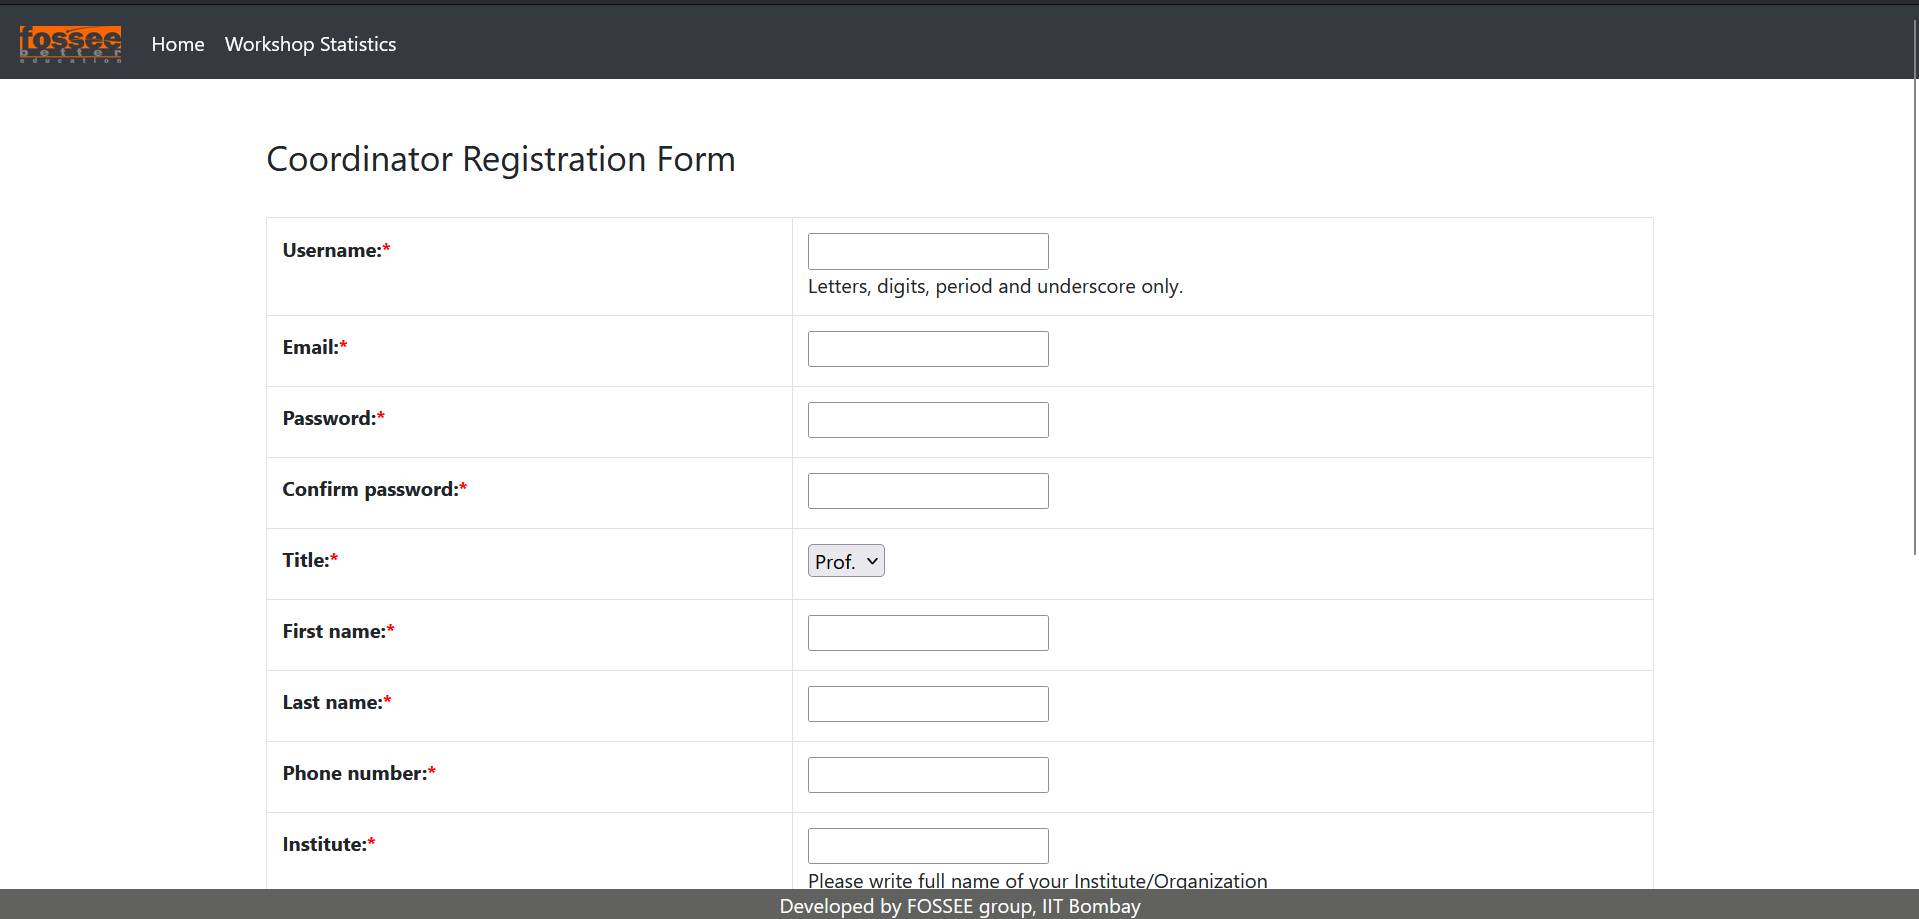 fossee
better
education
Home Workshop Statistics
Coordinator Registration Form
Username:*
Letters, digits, period and underscore only.
Email:*
Password:*
Confirm password:*
Title:* Prof.
First name:*
Last name:*
Phone number:*
Institute:*
Please write full name of your Institute/Organization
Developed by FOSSEE group, IIT Bombay